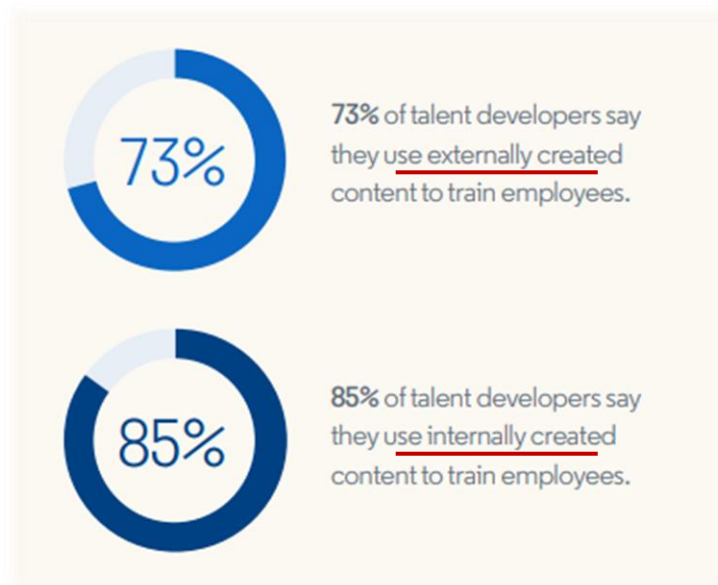 73%
73% of talent developers say
they use externally created
content to train employees.
85%
85% of talent developers say
they use internally created
content to train employees.